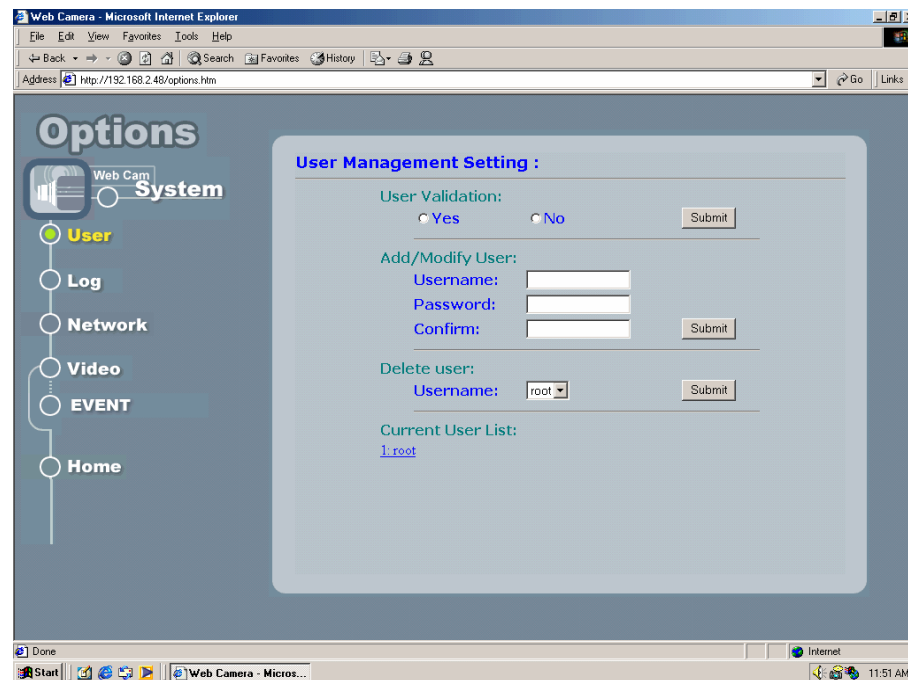 Web Camera - Microsoft Internet Explorer
File Edit View Favorites Tools Help
Back Search Favorites History
Address http://192.168.2.48/options.htm Go Links
Options
Web Cam
System
User
Log
Network
Video
EVENT
Home
User Management Setting :
User Validation:
Yes No Submit
Add/Modify User:
Username:
Password:
Confirm: Submit
Delete user:
Username: root Submit
Current User List:
1: root
Done Internet
Start Web Camera - Micros... 11:51 AM